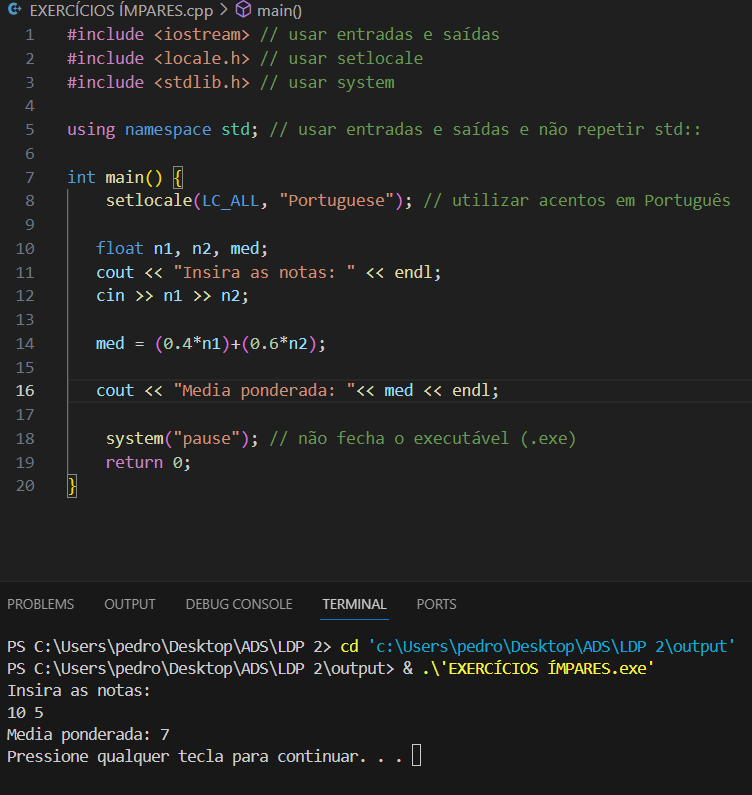 EXERCÍCIOS ÍMPARES.cpp > main()
1 #include <iostream> // usar entradas e saídas
2 #include <locale.h> // usar setlocale
3 #include <stdlib.h> // usar system
4
5 using namespace std; // usar entradas e saídas e não repetir std::
6
7 int main() {
8 setlocale(LC_ALL, "Portuguese"); // utilizar acentos em Português
9
10 float n1, n2, med;
11 cout << "Insira as notas: " << endl;
12 cin >> n1 >> n2;
13
14 med = (0.4*n1)+(0.6*n2);
15
16 cout << "Media ponderada: "<< med << endl;
17
18 system("pause"); // não fecha o executável (.exe)
19 return 0;
20 }
PROBLEMS OUTPUT DEBUG CONSOLE TERMINAL PORTS
PS C:\Users\pedro\Desktop\ADS\LDP 2> cd 'c:\Users\pedro\Desktop\ADS\LDP 2\output'
PS C:\Users\pedro\Desktop\ADS\LDP 2\output> & .\'EXERCÍCIOS ÍMPARES.exe'
Insira as notas:
10 5
Media ponderada: 7
Pressione qualquer tecla para continuar. . .